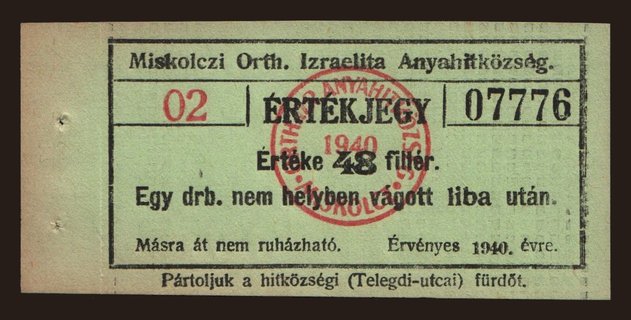 Miskolczi Orth. Izraelita Anyahitközség.
02 ÉRTÉKJEGY 07776
1940
Értéke 48 fillér.
Egy drb. nem helyben vágott liba után.
Másra át nem ruházható. Érvényes 1940. évre.
Pártoljuk a hitközségi (Telegdi-utcai) fürdőt.